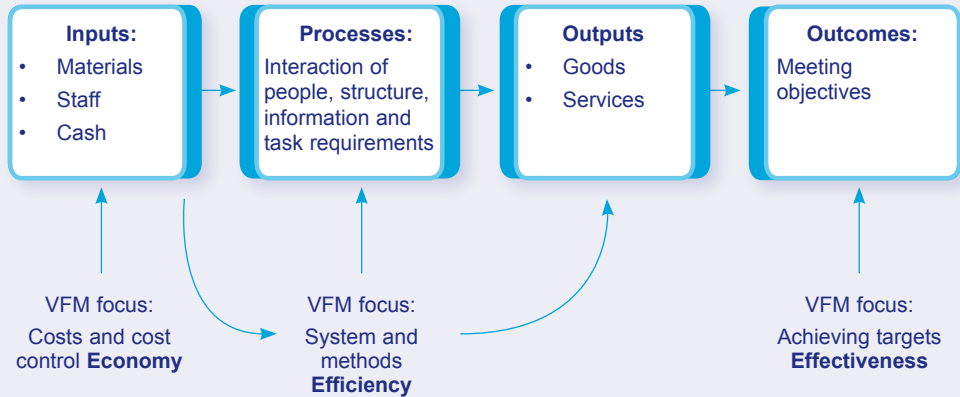 Inputs:
• Materials
• Staff
• Cash
Processes:
Interaction of
people, structure,
information and
task requirements
Outputs
• Goods
• Services
Outcomes:
Meeting
objectives
VFM focus:
Costs and cost
control Economy
VFM focus:
System and
methods
Efficiency
VFM focus:
Achieving targets
Effectiveness